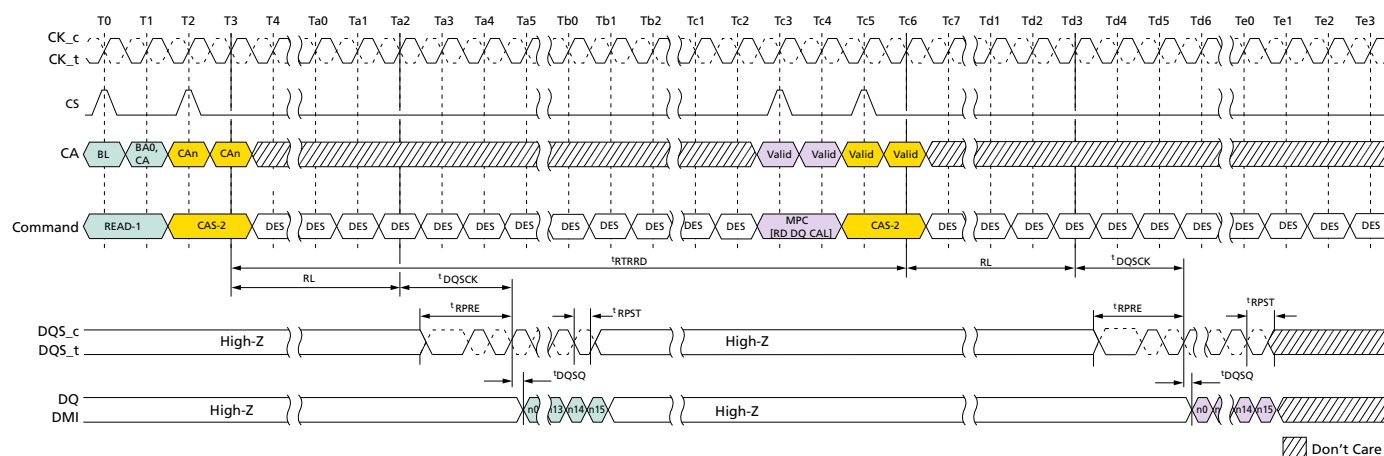 T0 T1 T2 T3 T4 Ta0 Ta1 Ta2 Ta3 Ta4 Ta5 Tb0 Tb1 Tb2 Tc1 Tc2 Tc3 Tc4 Tc5 Tc6 Tc7 Td1 Td2 Td3 Td4 Td5 Td6 Te0 Te1 Te2 Te3
CK_c
CK_t
CS
CA BL BA0, CA CAn CAn Valid Valid Valid Valid
Command READ-1 CAS-2 DES DES DES DES DES DES DES DES DES DES DES DES MPC [RD DQ CAL] CAS-2 DES DES DES DES DES DES DES DES DES DES DES
tRTRRD
RL tDQSCK RL tDQSCK
tRPRE tRPST tRPRE tRPST
DQS_c
DQS_t
High-Z High-Z
tDQSQ tDQSQ
DQ
DMI
High-Z n0 n13 n14 n15 High-Z n0 n14 n15
Don't Care